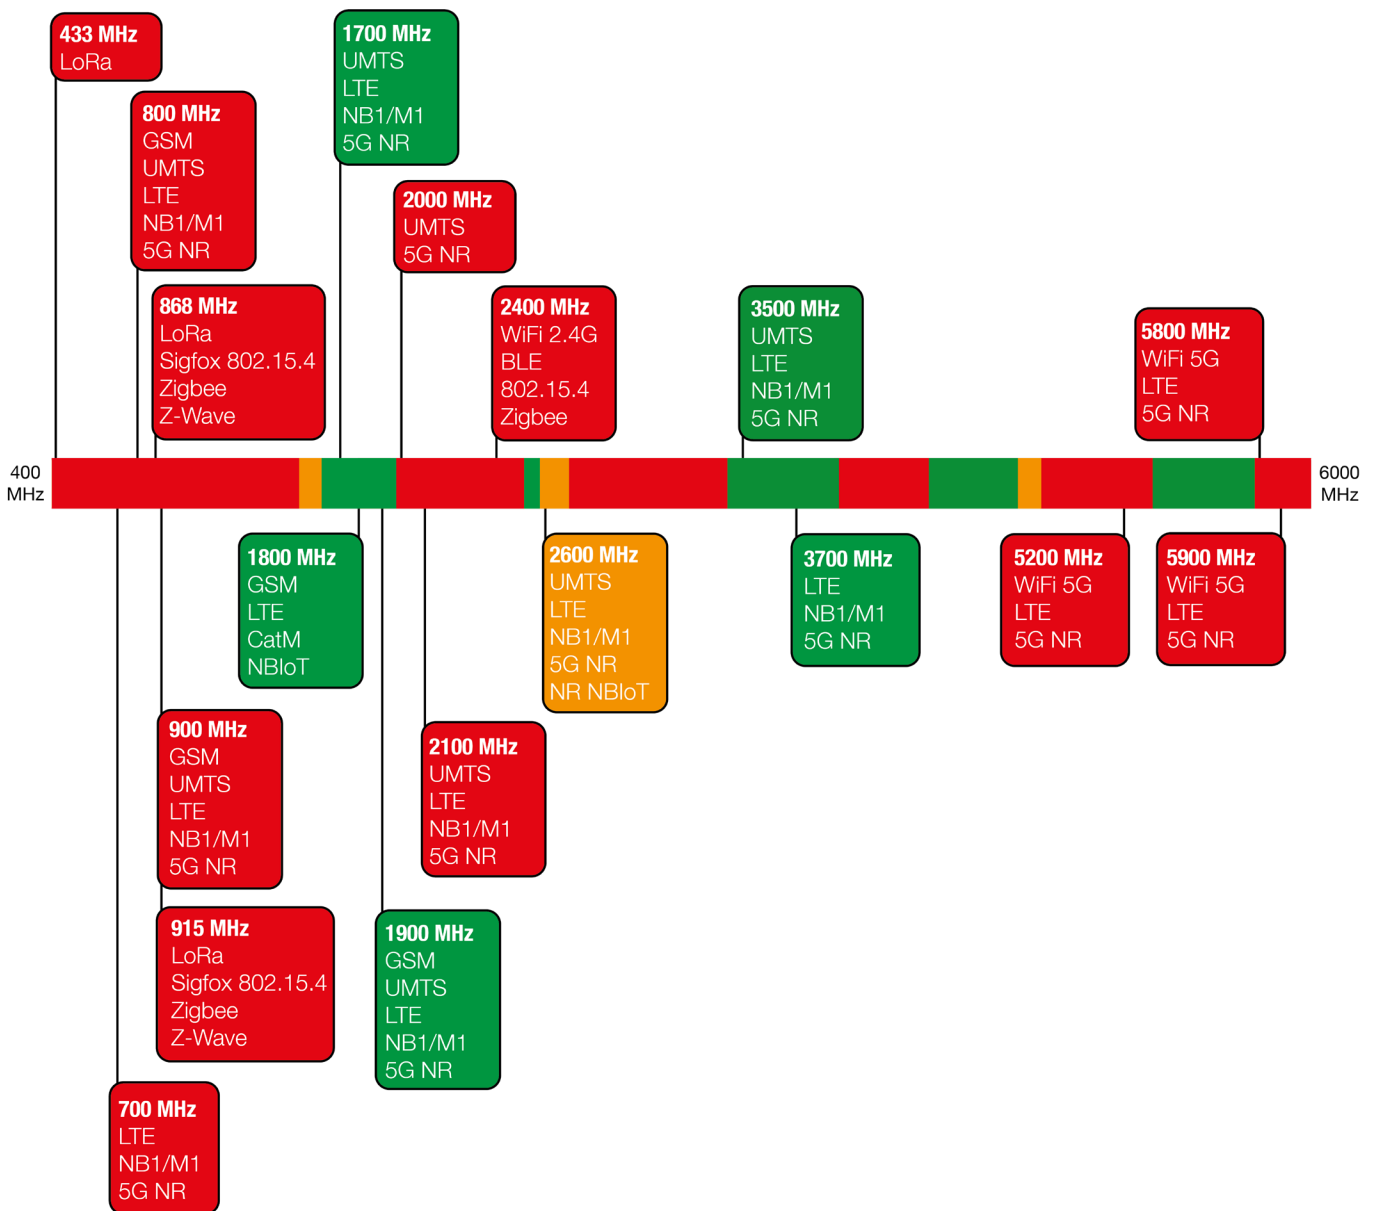 433 MHz
LoRa
800 MHz
GSM
UMTS
LTE
NB1/M1
5G NR
868 MHz
LoRa
Sigfox 802.15.4
Zigbee
Z-Wave
1700 MHz
UMTS
LTE
NB1/M1
5G NR
2000 MHz
UMTS
5G NR
2400 MHz
WiFi 2.4G
BLE
802.15.4
Zigbee
3500 MHz
UMTS
LTE
NB1/M1
5G NR
5800 MHz
WiFi 5G
LTE
5G NR
400
MHz
6000
MHz
1800 MHz
GSM
LTE
CatM
NBIoT
2600 MHz
UMTS
LTE
NB1/M1
5G NR
NR NBIoT
3700 MHz
LTE
NB1/M1
5G NR
5200 MHz
WiFi 5G
LTE
5G NR
5900 MHz
WiFi 5G
LTE
5G NR
900 MHz
GSM
UMTS
LTE
NB1/M1
5G NR
2100 MHz
UMTS
LTE
NB1/M1
5G NR
915 MHz
LoRa
Sigfox 802.15.4
Zigbee
Z-Wave
1900 MHz
GSM
UMTS
LTE
NB1/M1
5G NR
700 MHz
LTE
NB1/M1
5G NR